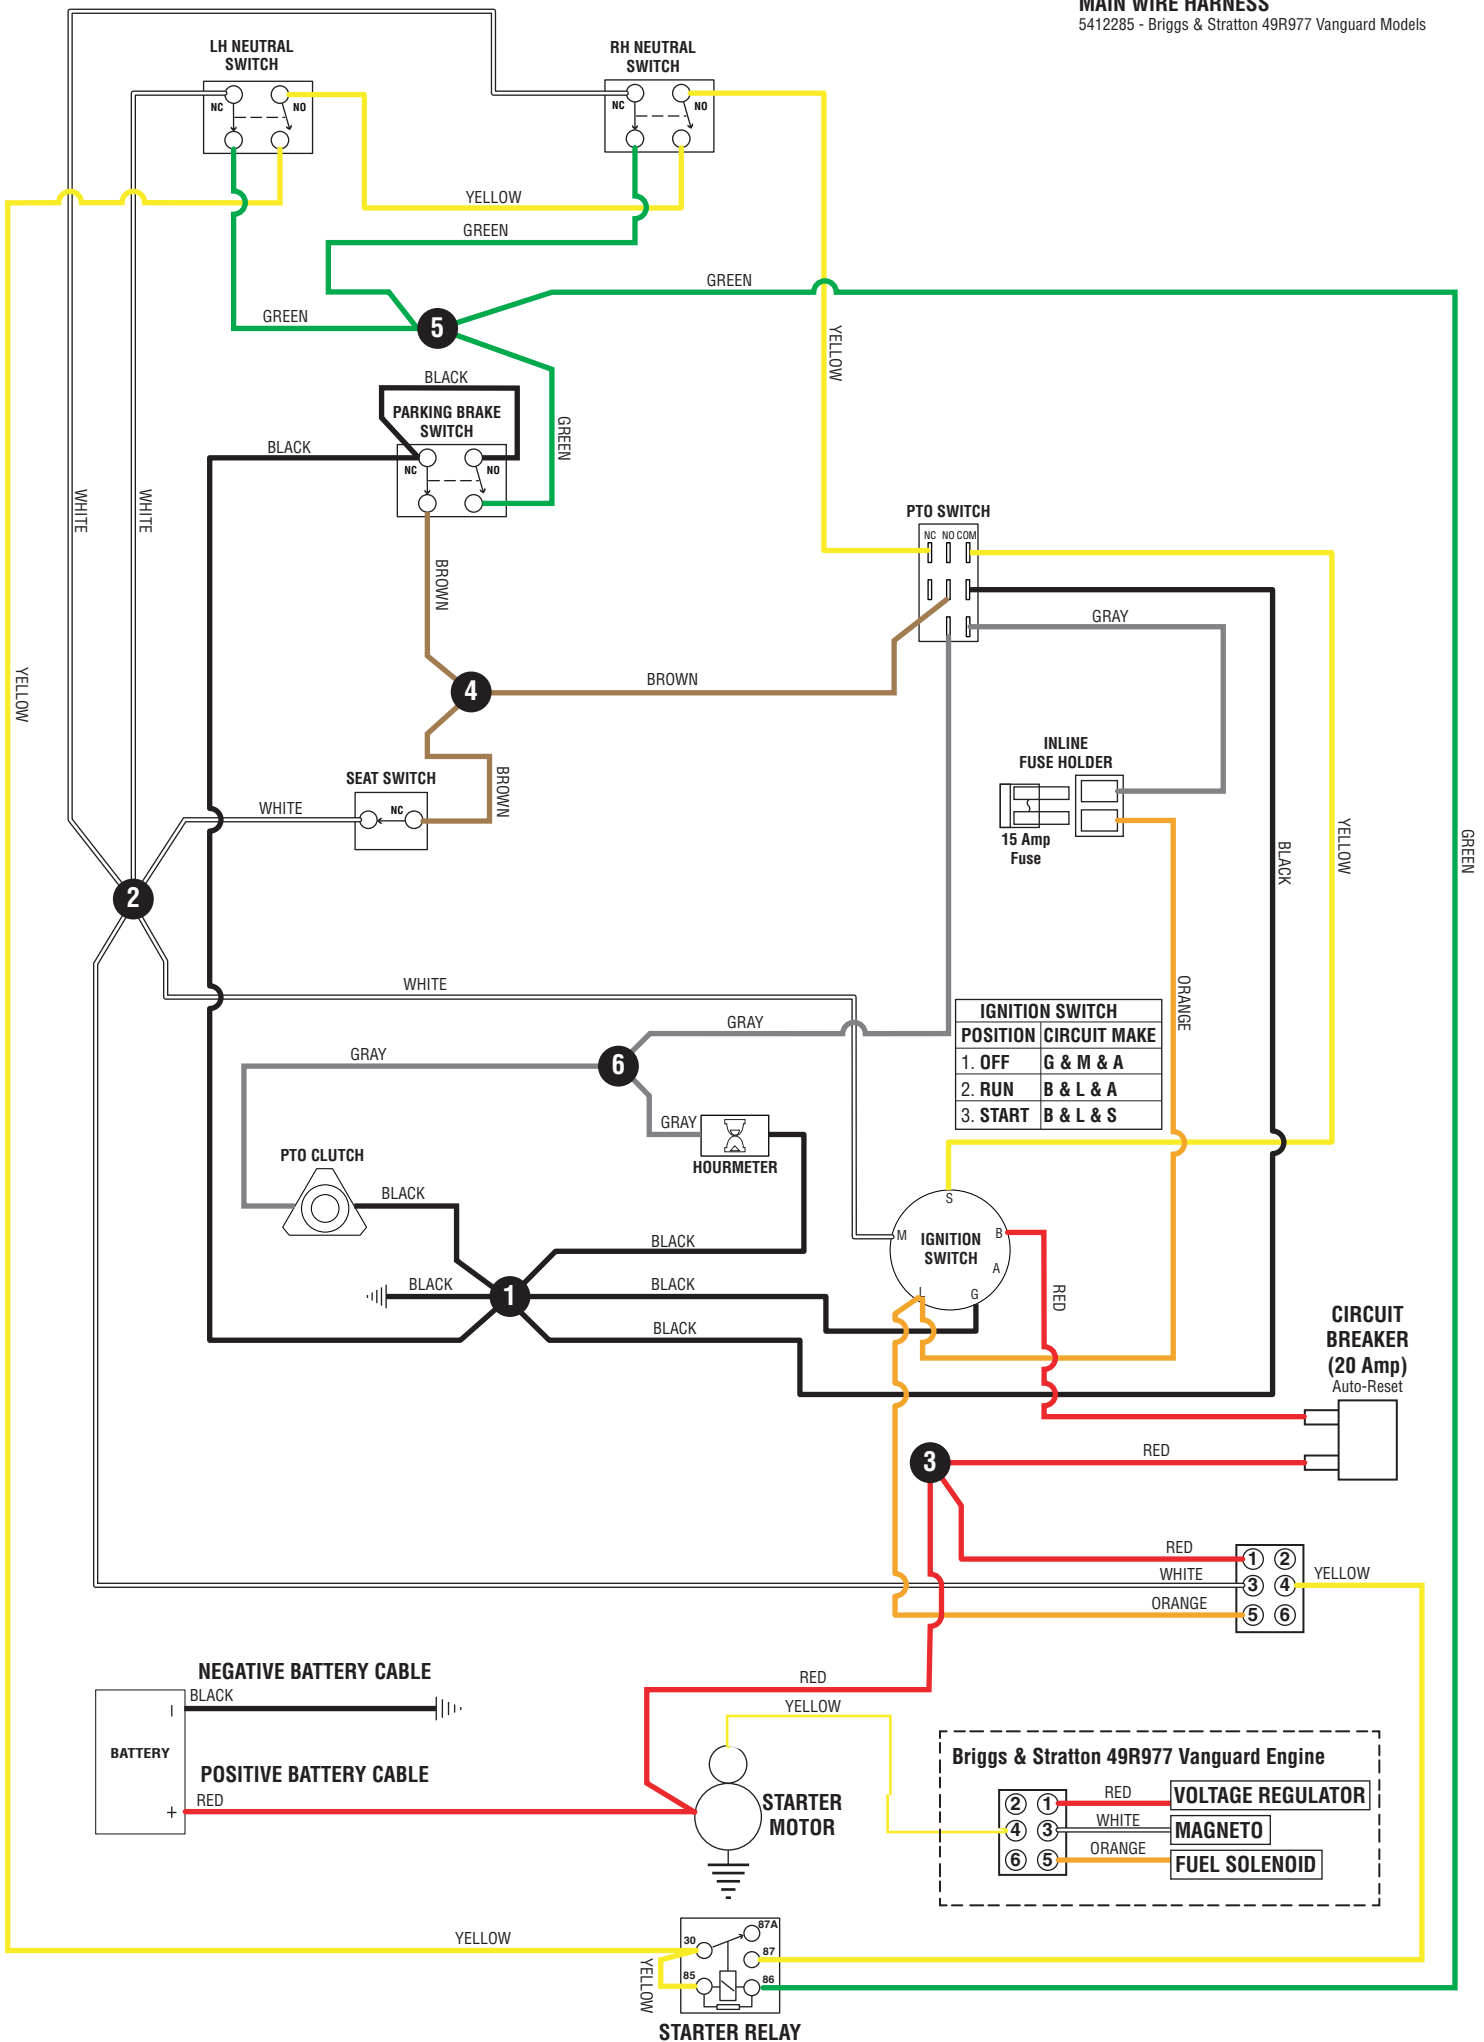 MAIN WIRE HARNESS
5412285 - Briggs & Stratton 49R977 Vanguard Models
LH NEUTRAL
SWITCH
NC
NO
RH NEUTRAL
SWITCH
NC
NO
YELLOW
GREEN
GREEN
GREEN
5
YELLOW
BLACK
PARKING BRAKE
SWITCH
NC
NO
BLACK
GREEN
WHITE
WHITE
PTO SWITCH
NC NO COM
BROWN
GRAY
YELLOW
4
BROWN
INLINE
FUSE HOLDER
15 Amp
Fuse
SEAT SWITCH
NC
BROWN
WHITE
BLACK
YELLOW
GREEN
2
WHITE
ORANGE
GRAY
GRAY
6
GRAY
HOURMETER
IGNITION SWITCH
POSITION CIRCUIT MAKE
1. OFF G & M & A
2. RUN B & L & A
3. START B & L & S
PTO CLUTCH
BLACK
BLACK
BLACK
1
BLACK
BLACK
S
M
B
A
L
G
IGNITION
SWITCH
RED
CIRCUIT
BREAKER
(20 Amp)
Auto-Reset
3
RED
RED
WHITE
ORANGE
1 2
3 4
5 6
YELLOW
NEGATIVE BATTERY CABLE
BLACK
BATTERY
–
+
POSITIVE BATTERY CABLE
RED
RED
YELLOW
STARTER
MOTOR
Briggs & Stratton 49R977 Vanguard Engine
2 1
4 3
6 5
RED
VOLTAGE REGULATOR
WHITE
MAGNETO
ORANGE
FUEL SOLENOID
YELLOW
YELLOW
30
87A
87
85
86
STARTER RELAY